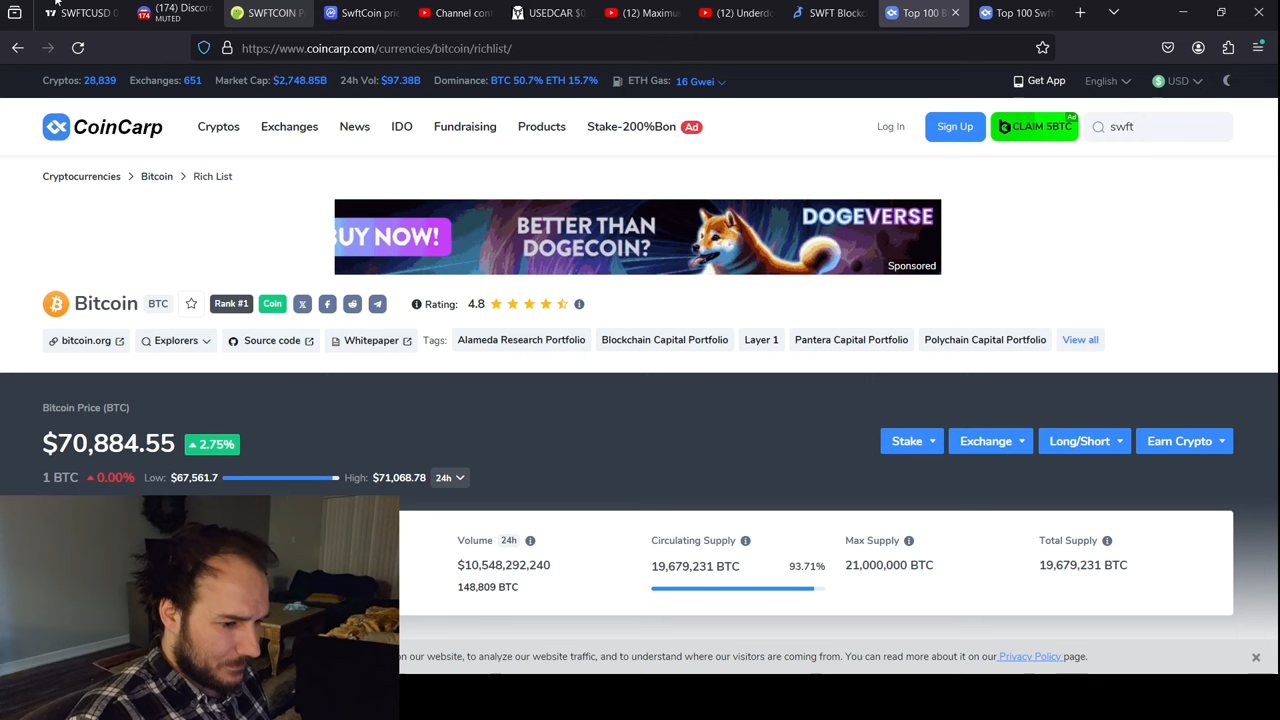 SWFTUSD 0
(174) Discord
MUTED
174
SWFTCOIN P
SwftCoin pric
Channel cont
USEDCAR $0
(12) Maximu
(12) Underdo
SWFT Blockc
Top 100 B
Top 100 Swft
https://www.coincarp.com/currencies/bitcoin/richlist/
Cryptos: 28,839 Exchanges: 651 Market Cap: $2,748.85B 24h Vol: $97.38B Dominance: BTC 50.7% ETH 15.7% ETH Gas: 16 Gwei
Get App English USD
CoinCarp Cryptos Exchanges News IDO Fundraising Products Stake-200%Bon Ad Log In Sign Up CLAIM 5BTC Ad swft
Cryptocurrencies > Bitcoin > Rich List
BUY NOW!
BETTER THAN
DOGECOIN?
DOGEVERSE
Sponsored
Bitcoin BTC Rank #1 Coin Rating: 4.8
bitcoin.org Explorers Source code Whitepaper Tags: Alameda Research Portfolio Blockchain Capital Portfolio Layer 1 Pantera Capital Portfolio Polychain Capital Portfolio View all
Bitcoin Price (BTC)
$70,884.55 2.75%
Stake Exchange Long/Short Earn Crypto
1 BTC 0.00% Low: $67,561.7 High: $71,068.78 24h
Volume 24h Circulating Supply Max Supply Total Supply
$10,548,292,240 19,679,231 BTC 93.71% 21,000,000 BTC 19,679,231 BTC
148,809 BTC
on our website, to analyze our website traffic, and to understand where our visitors are coming from. You can read more about it on our Privacy Policy page.